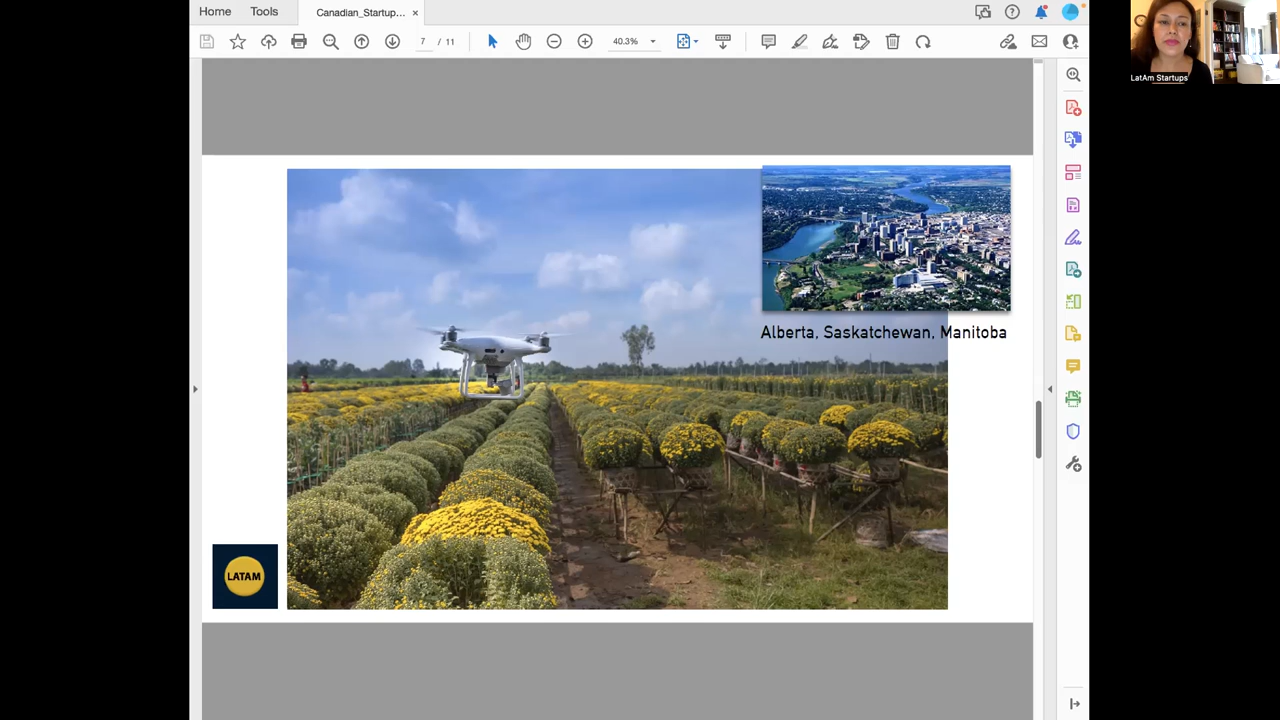 Home
Tools
Canadian_Startup...
7 / 11
40.3%
LatAm Startups
Alberta, Saskatchewan, Manitoba
LATAM